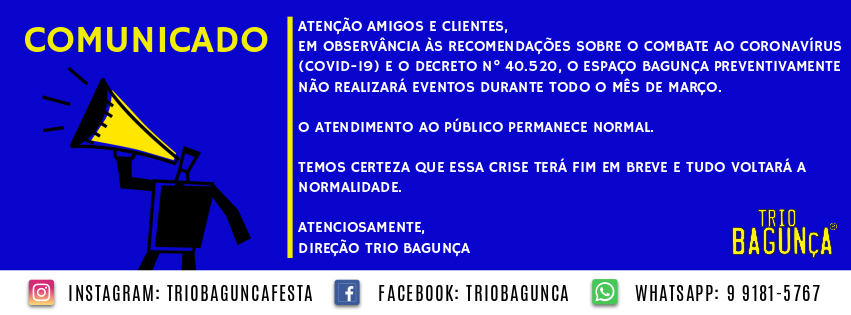 COMUNICADO
ATENÇÃO AMIGOS E CLIENTES,
EM OBSERVÂNCIA ÀS RECOMENDAÇÕES SOBRE O COMBATE AO CORONAVÍRUS
(COVID-19) E O DECRETO Nº 40.520, O ESPAÇO BAGUNÇA PREVENTIVAMENTE
NÃO REALIZARÁ EVENTOS DURANTE TODO O MÊS DE MARÇO.
O ATENDIMENTO AO PÚBLICO PERMANECE NORMAL.
TEMOS CERTEZA QUE ESSA CRISE TERÁ FIM EM BREVE E TUDO VOLTARÁ A
NORMALIDADE.
ATENCIOSAMENTE,
DIREÇÃO TRIO BAGUNÇA
TRIO
BAGUNÇA®
INSTAGRAM: TRIOBAGUNCAFESTA
FACEBOOK: TRIOBAGUNCA
WHATSAPP: 9 9181-5767